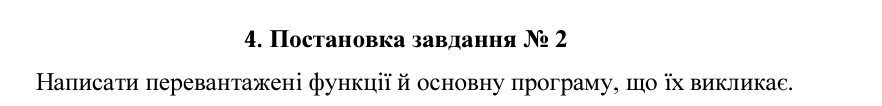 4. Постановка завдання № 2
Написати перевантажені функції й основну програму, що їх викликає.